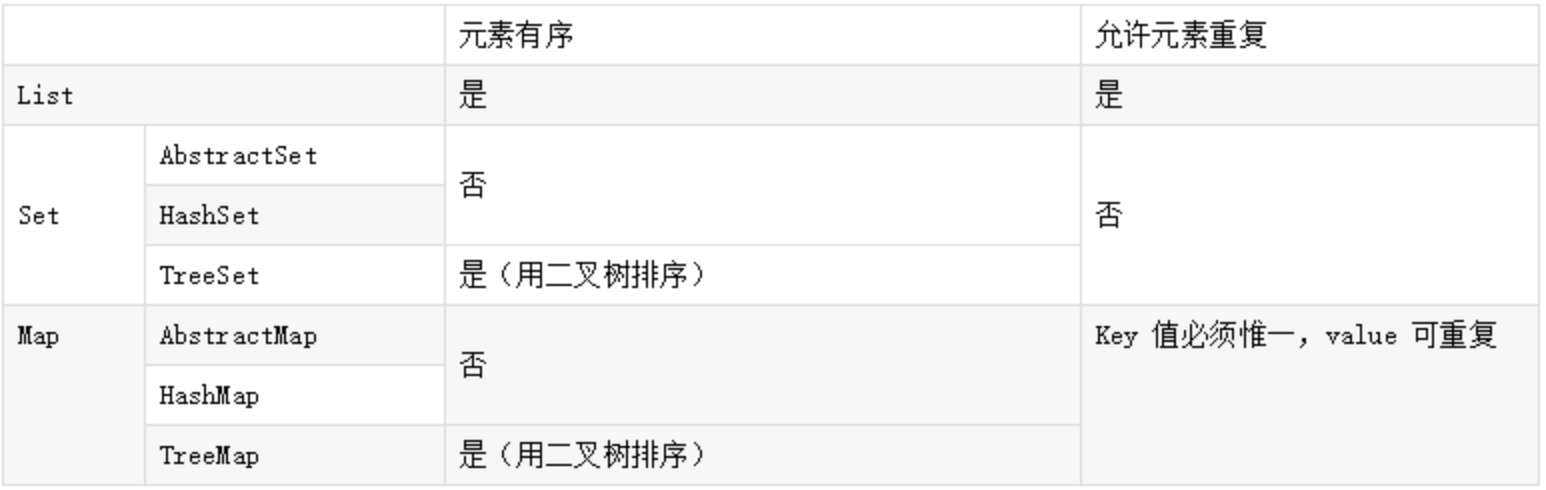 元素有序 允许元素重复
List 是 是
AbstractSet
否
Set HashSet 否
TreeSet 是（用二叉树排序）
Map AbstractMap Key 值必须惟一，value 可重复
否
HashMap
TreeMap 是（用二叉树排序）